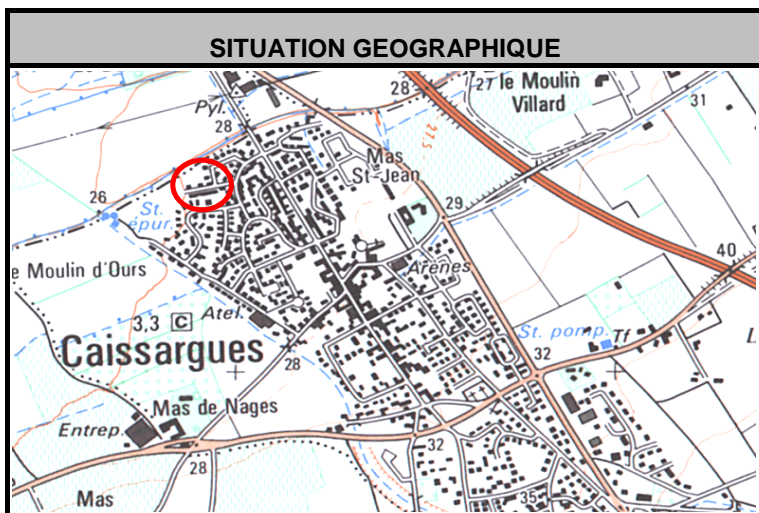 SITUATION GEOGRAPHIQUE
27 le Moulin
Villard
28
31
Pyl.
28
27,5
Mas
St-Jean
26
St.
épur.
29
e Moulin d'Ours
Arènes
40
3,3 C
Atel.
St. pomp.
Tf
L
Caissargues
28
32
Mas de Nages
Entrep.
32
28
35
Mas